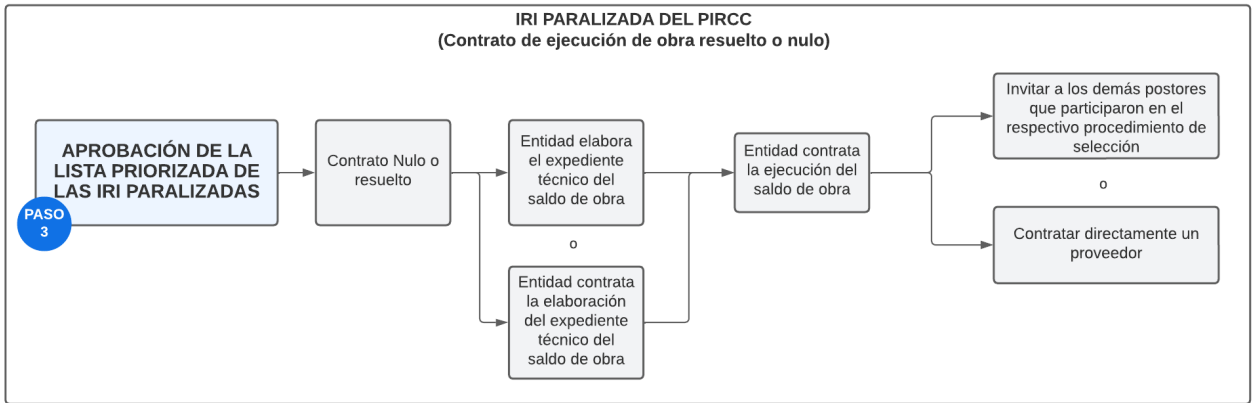 IRI PARALIZADA DEL PIRCC
(Contrato de ejecución de obra resuelto o nulo)
APROBACIÓN DE LA
LISTA PRIORIZADA DE
LAS IRI PARALIZADAS
PASO
3
Contrato Nulo o
resuelto
Entidad elabora
el expediente
técnico del
saldo de obra
o
Entidad contrata
la elaboración
del expediente
técnico del
saldo de obra
Entidad contrata
la ejecución del
saldo de obra
Invitar a los demás postores
que participaron en el
respectivo procedimiento de
selección
o
Contratar directamente un
proveedor